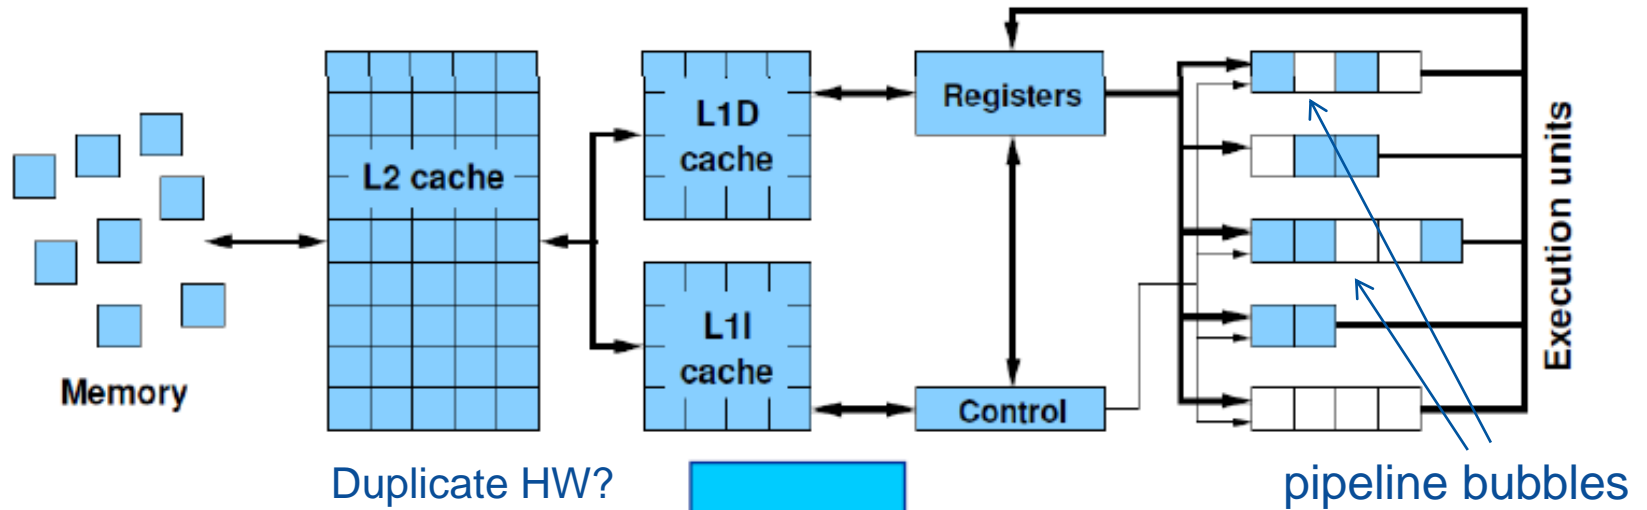 Memory
L2 cache
L1D
cache
L1I
cache
Registers
Control
Execution units
Duplicate HW?
pipeline bubbles